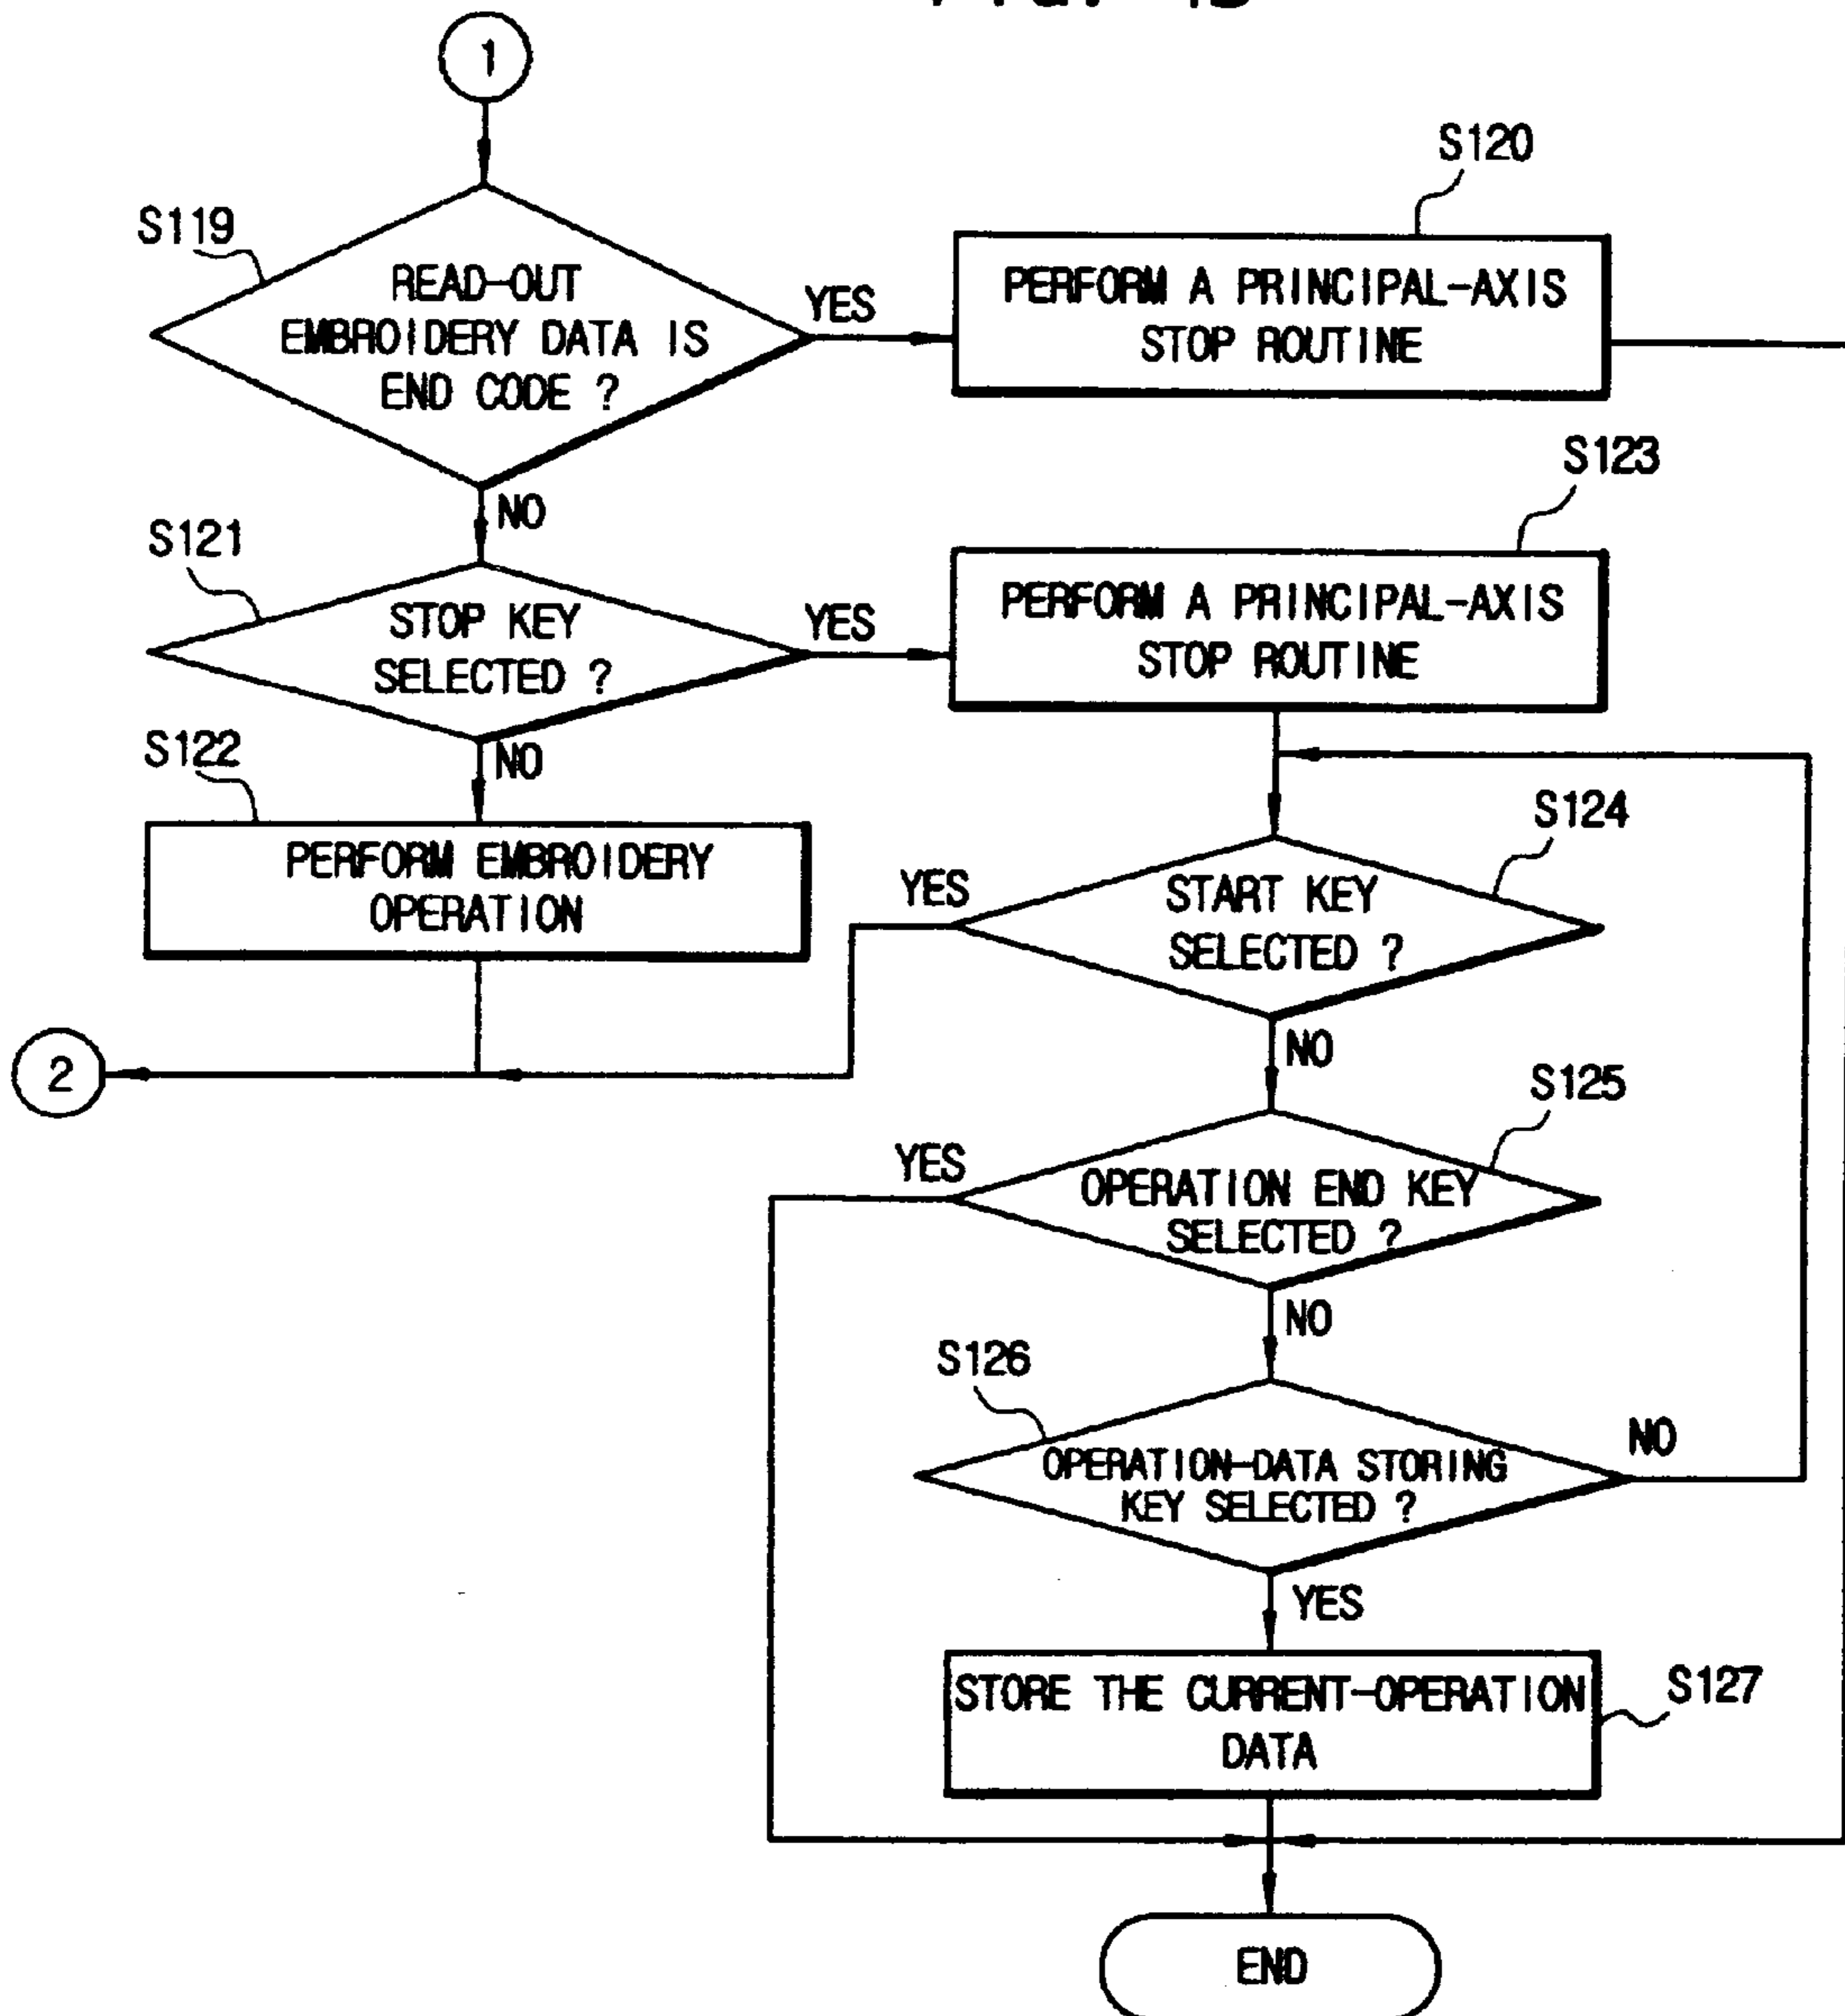 1
S119
READ-OUT
EMBROIDERY DATA IS
END CODE ?
YES
NO
S120
PERFORM A PRINCIPAL-AXIS
STOP ROUTINE
S121
STOP KEY
SELECTED ?
YES
NO
S123
PERFORM A PRINCIPAL-AXIS
STOP ROUTINE
S122
PERFORM EMBROIDERY
OPERATION
2
S124
START KEY
SELECTED ?
YES
NO
S125
OPERATION END KEY
SELECTED ?
YES
NO
S126
OPERATION-DATA STORING
KEY SELECTED ?
NO
YES
STORE THE CURRENT-OPERATION
DATA
S127
END